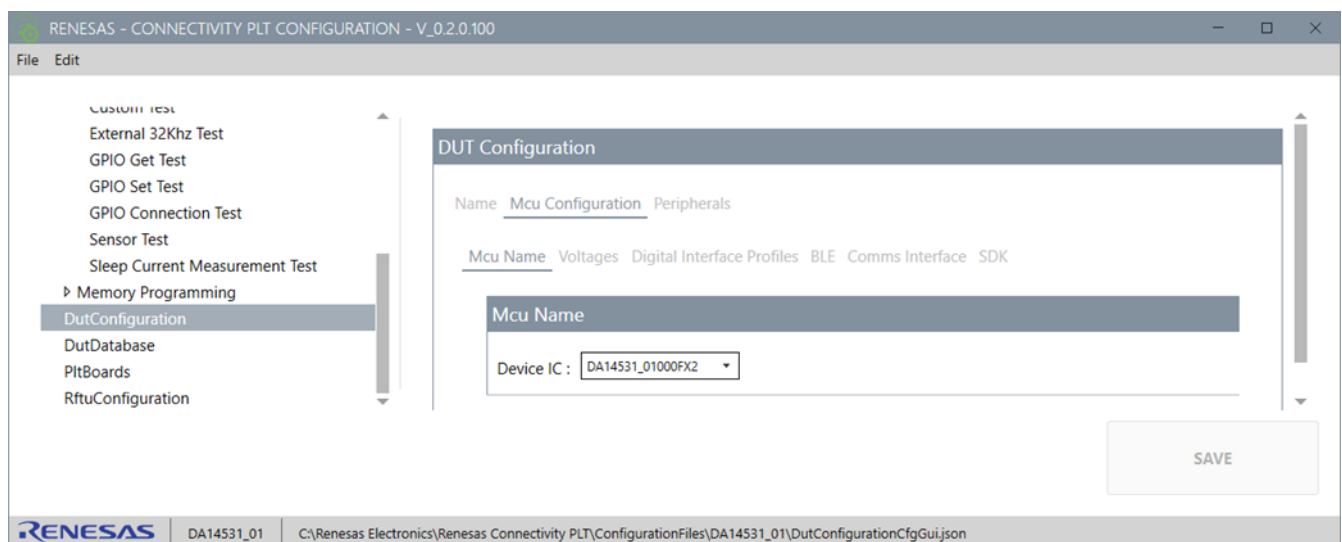 RENESAS - CONNECTIVITY PLT CONFIGURATION - V_0.2.0.100
File Edit
Custom Test
External 32Khz Test
GPIO Get Test
GPIO Set Test
GPIO Connection Test
Sensor Test
Sleep Current Measurement Test
Memory Programming
DutConfiguration
DutDatabase
PltBoards
RftuConfiguration
DUT Configuration
Name Mcu Configuration Peripherals
Mcu Name Voltages Digital Interface Profiles BLE Comms Interface SDK
Mcu Name
Device IC : DA14531_01000FX2
SAVE
RENESAS DA14531_01 C:\Renesas Electronics\Renesas Connectivity PLT\ConfigurationFiles\DA14531_01\DutConfigurationCfgGui.json